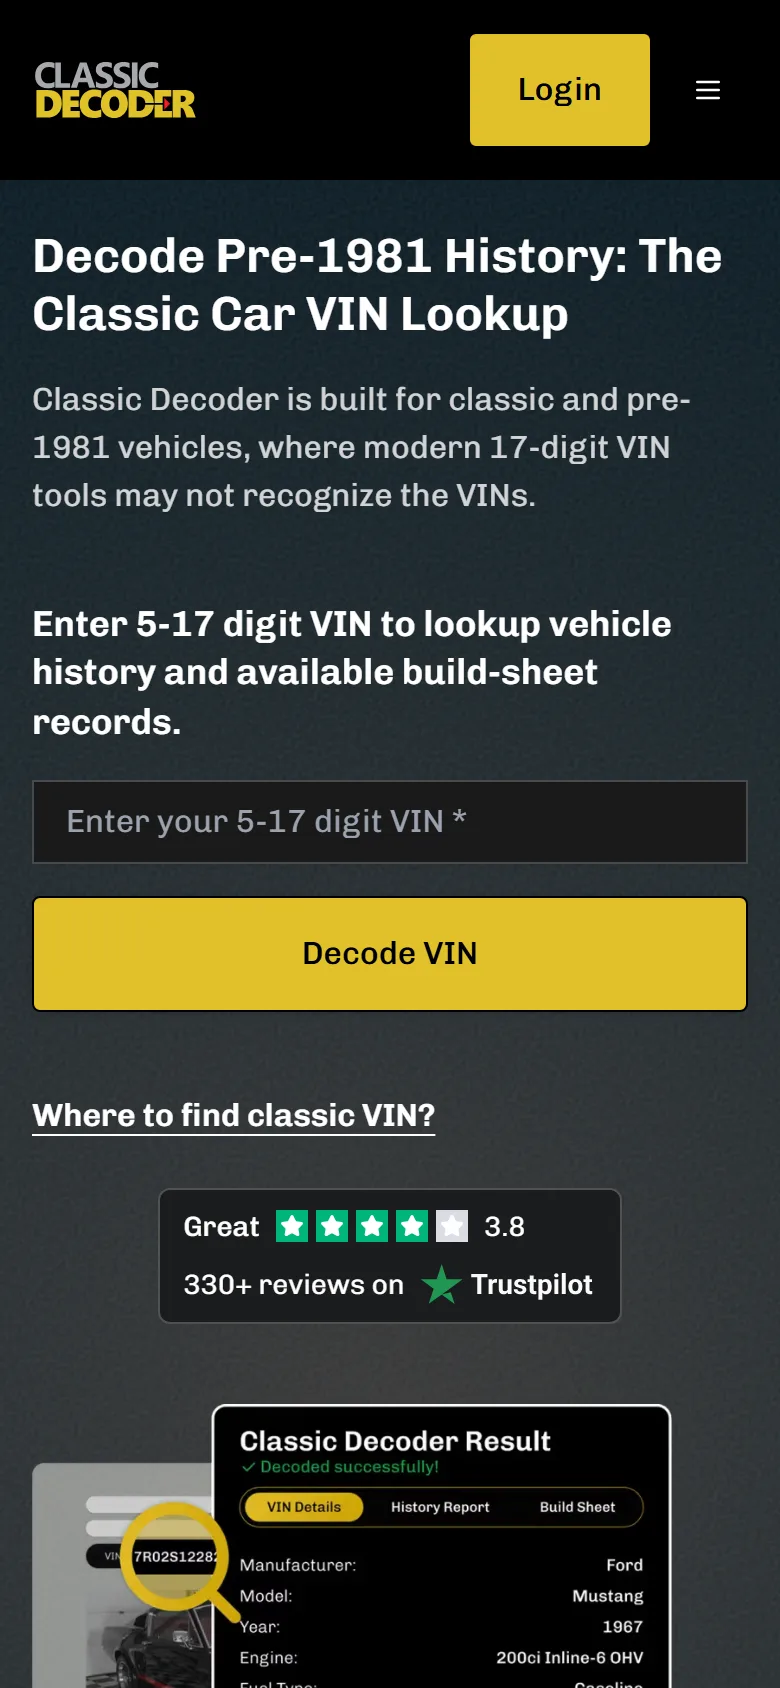 CLASSIC
DECODER
Login
Decode Pre-1981 History: The
Classic Car VIN Lookup
Classic Decoder is built for classic and pre-
1981 vehicles, where modern 17-digit VIN
tools may not recognize the VINs.
Enter 5-17 digit VIN to lookup vehicle
history and available build-sheet
records.
Enter your 5-17 digit VIN *
Decode VIN
Where to find classic VIN?
Great 3.8
330+ reviews on Trustpilot
Classic Decoder Result
✓ Decoded successfully!
VIN Details History Report Build Sheet
VIN 7R02S12282
Manufacturer: Ford
Model: Mustang
Year: 1967
Engine: 200ci Inline-6 OHV
Fuel Type: Gasoline